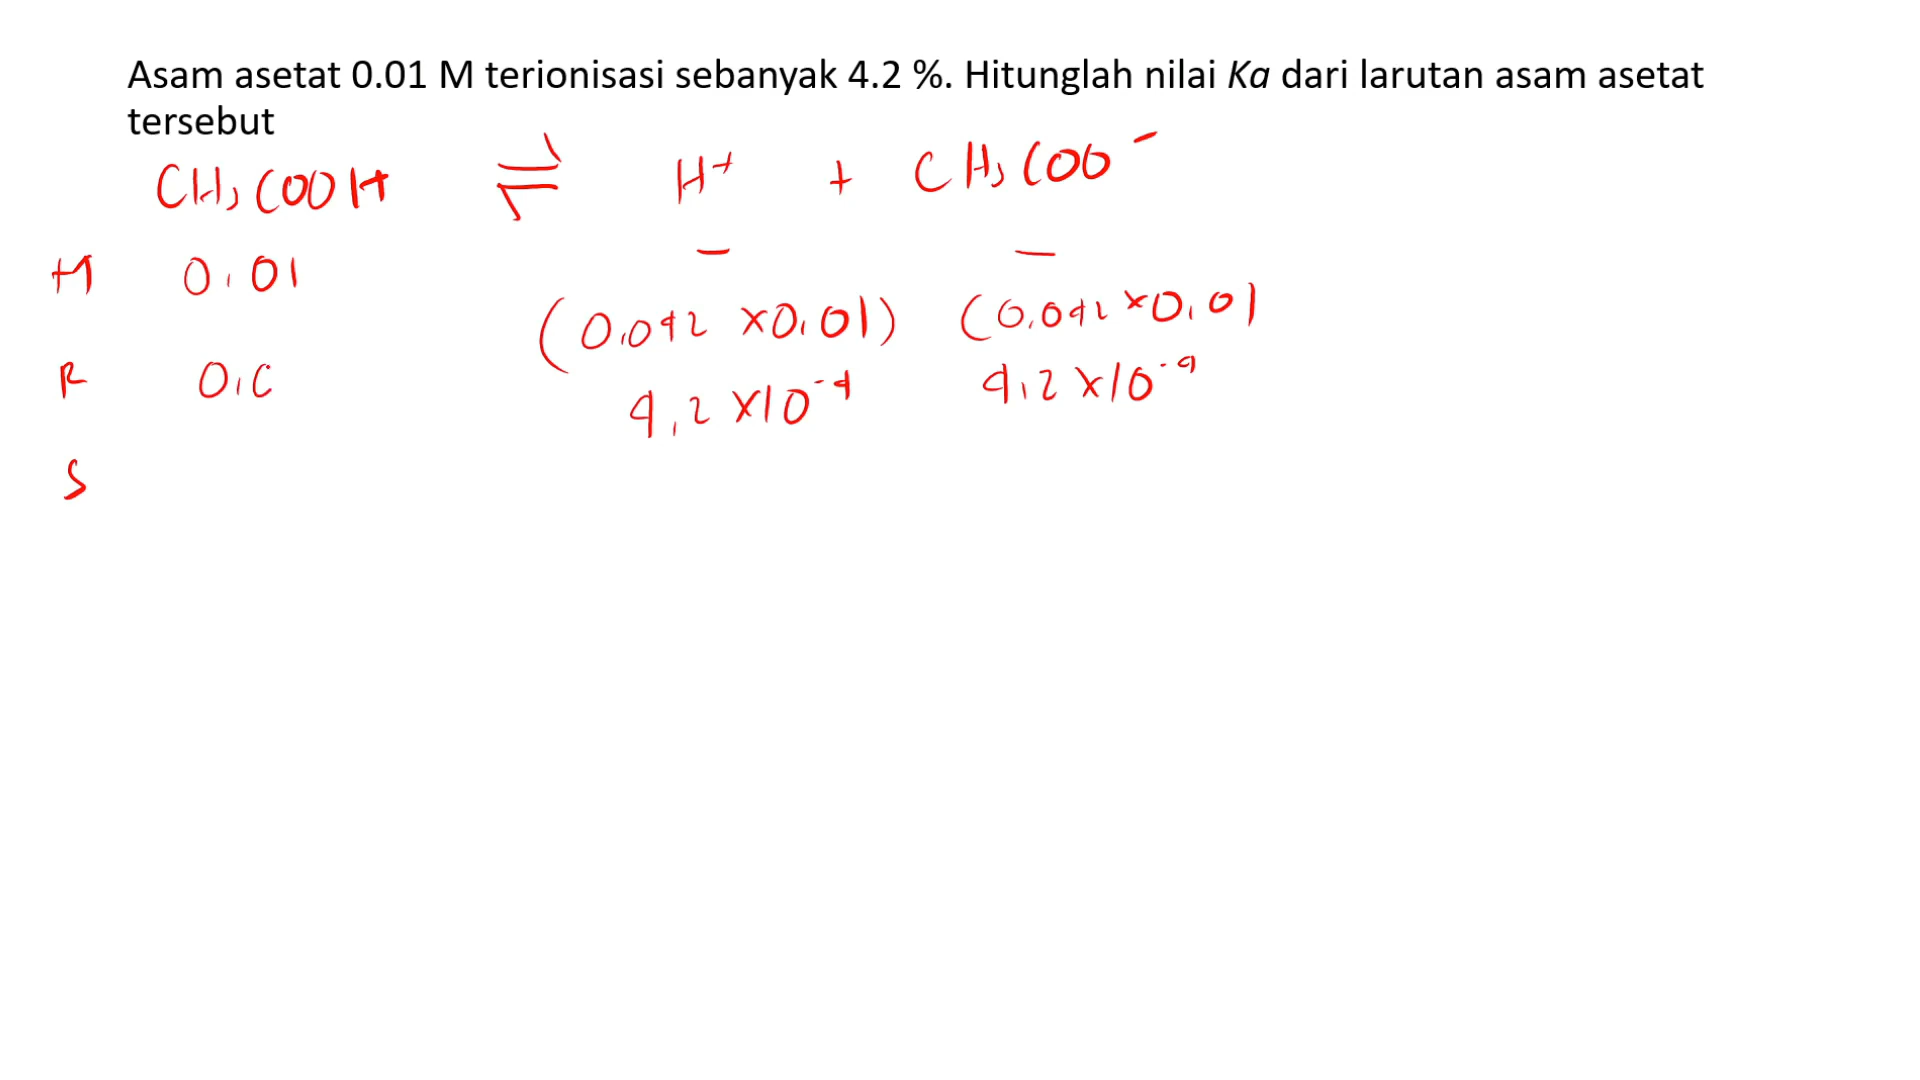 Asam asetat 0.01 M terionisasi sebanyak 4.2 %. Hitunglah nilai Ka dari larutan asam asetat
tersebut
CH₃COOH ⇌ H⁺ + CH₃COO⁻
M 0,01 – –
(0,042 x0,01) (0,042 x0,01
R 0,0 4,2 x10⁻⁴ 4,2 x10⁻⁴
S